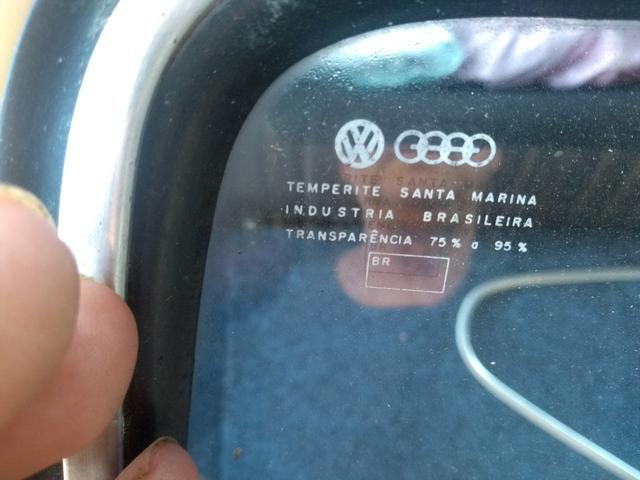 TEMPERITE SANTA MARINA
INDUSTRIA BRASILEIRA
TRANSPARÊNCIA 75% a 95%
BR